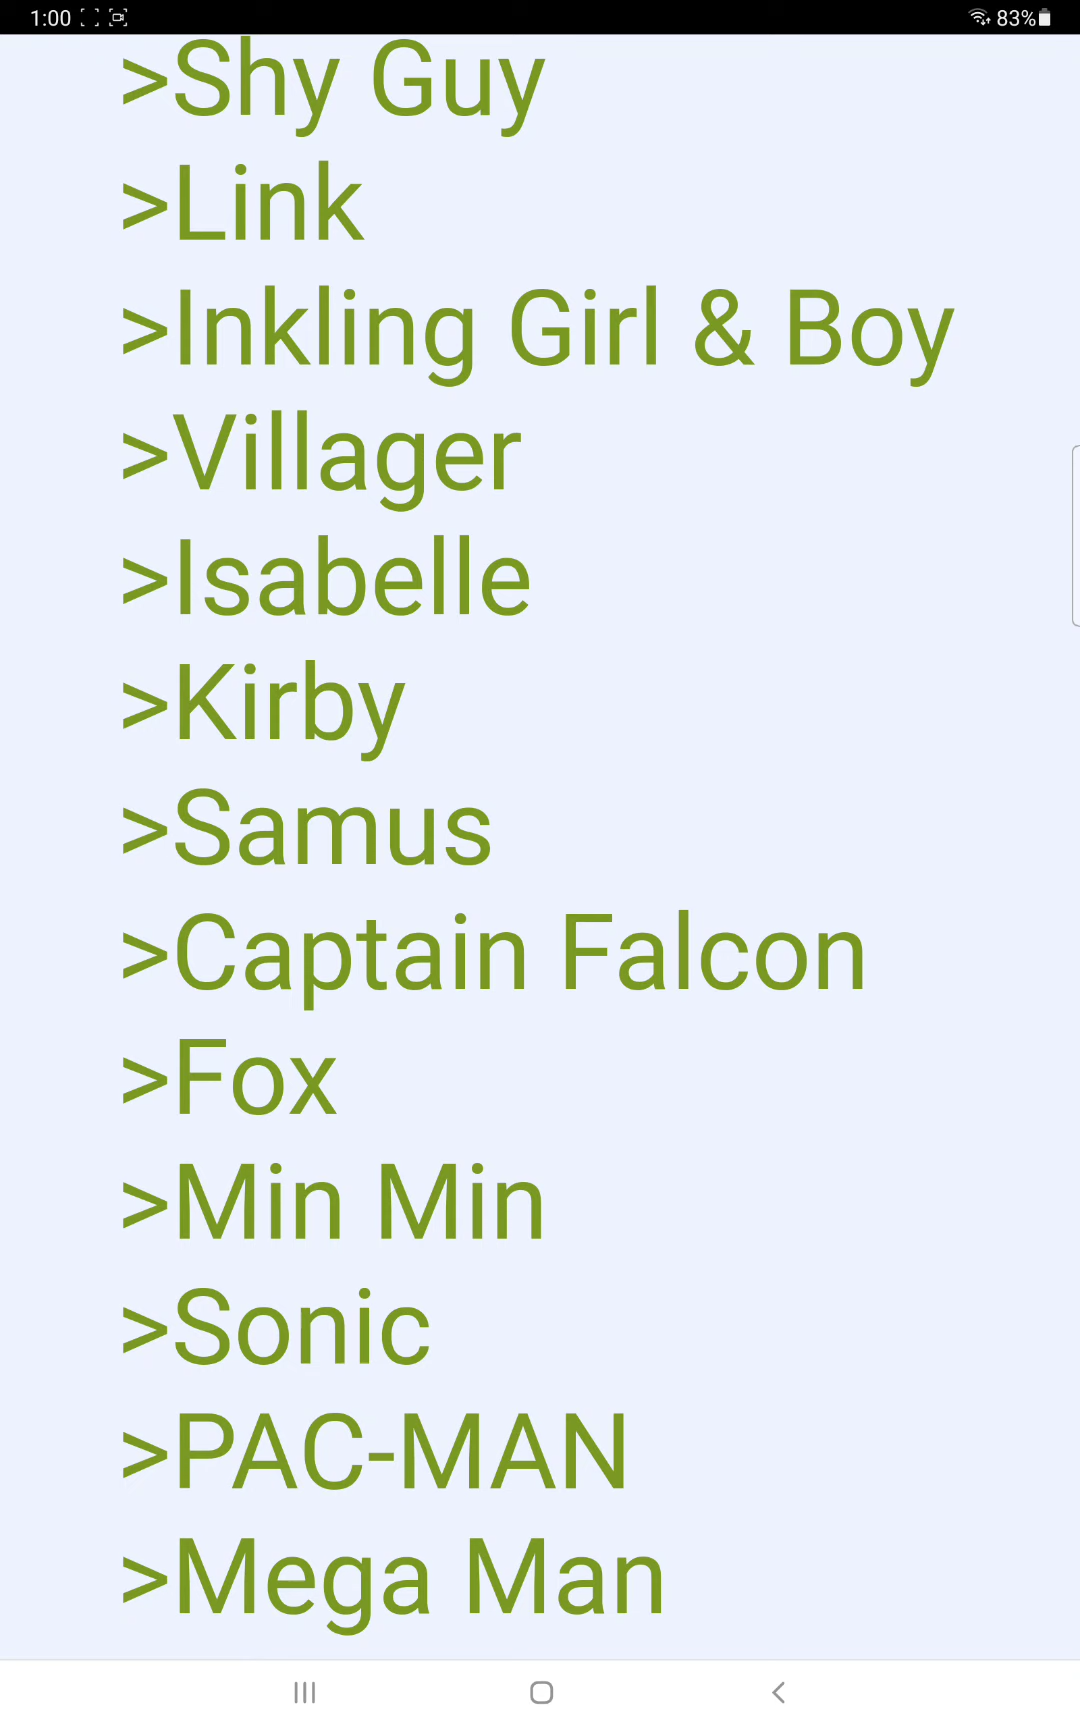 1:00 83%
>Shy Guy
>Link
>Inkling Girl & Boy
>Villager
>Isabelle
>Kirby
>Samus
>Captain Falcon
>Fox
>Min Min
>Sonic
>PAC-MAN
>Mega Man